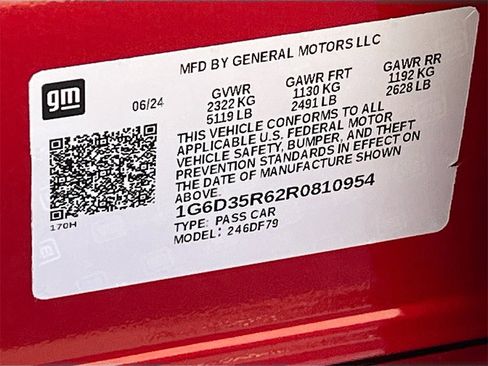 MFD BY GENERAL MOTORS LLC
gm
06/24
GVWR GAWR FRT GAWR RR
2322 KG 1130 KG 1192 KG
5119 LB 2491 LB 2628 LB
THIS VEHICLE CONFORMS TO ALL
APPLICABLE U.S. FEDERAL MOTOR
VEHICLE SAFETY, BUMPER, AND THEFT
PREVENTION STANDARDS IN EFFECT ON
THE DATE OF MANUFACTURE SHOWN
ABOVE.
1G6D35R62R0810954
TYPE: PASS CAR
MODEL: 246DF79
170H